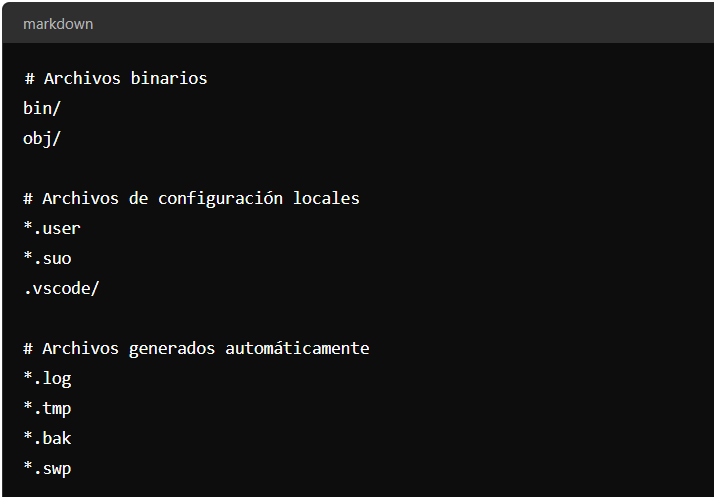 markdown
# Archivos binarios
bin/
obj/
# Archivos de configuración locales
*.user
*.suo
.vscode/
# Archivos generados automáticamente
*.log
*.tmp
*.bak
*.swp